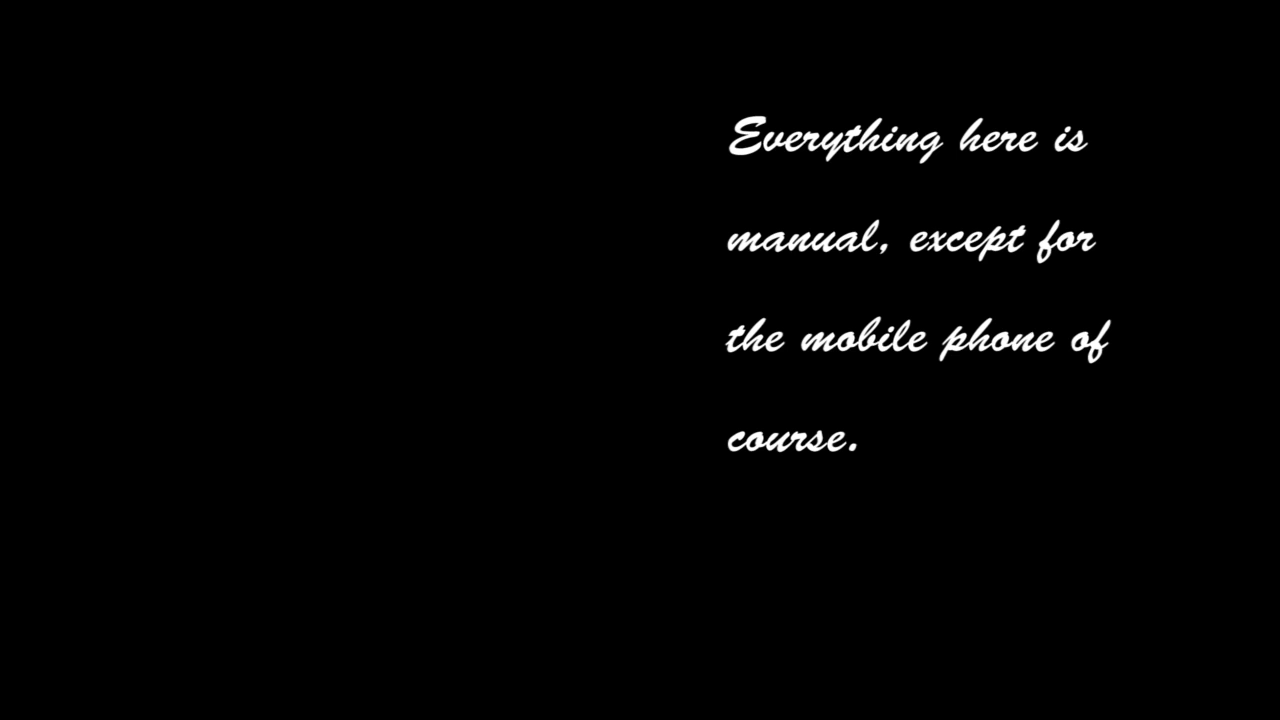 Everything here is
manual, except for
the mobile phone of
course.